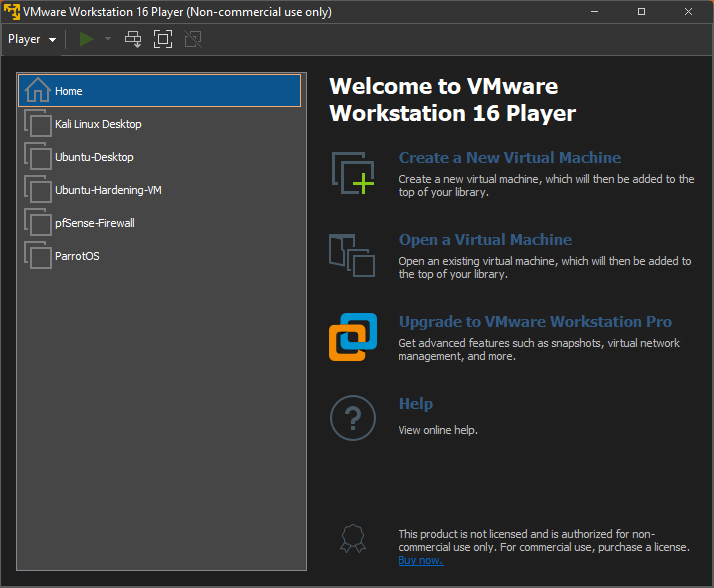 VMware Workstation 16 Player (Non-commercial use only)
Player
Home
Kali Linux Desktop
Ubuntu-Desktop
Ubuntu-Hardening-VM
pfSense-Firewall
ParrotOS
Welcome to VMware
Workstation 16 Player
Create a New Virtual Machine
Create a new virtual machine, which will then be added to the
top of your library.
Open a Virtual Machine
Open an existing virtual machine, which will then be added to
the top of your library.
Upgrade to VMware Workstation Pro
Get advanced features such as snapshots, virtual network
management, and more.
Help
View online help.
This product is not licensed and is authorized for non-
commercial use only. For commercial use, purchase a license.
Buy now.